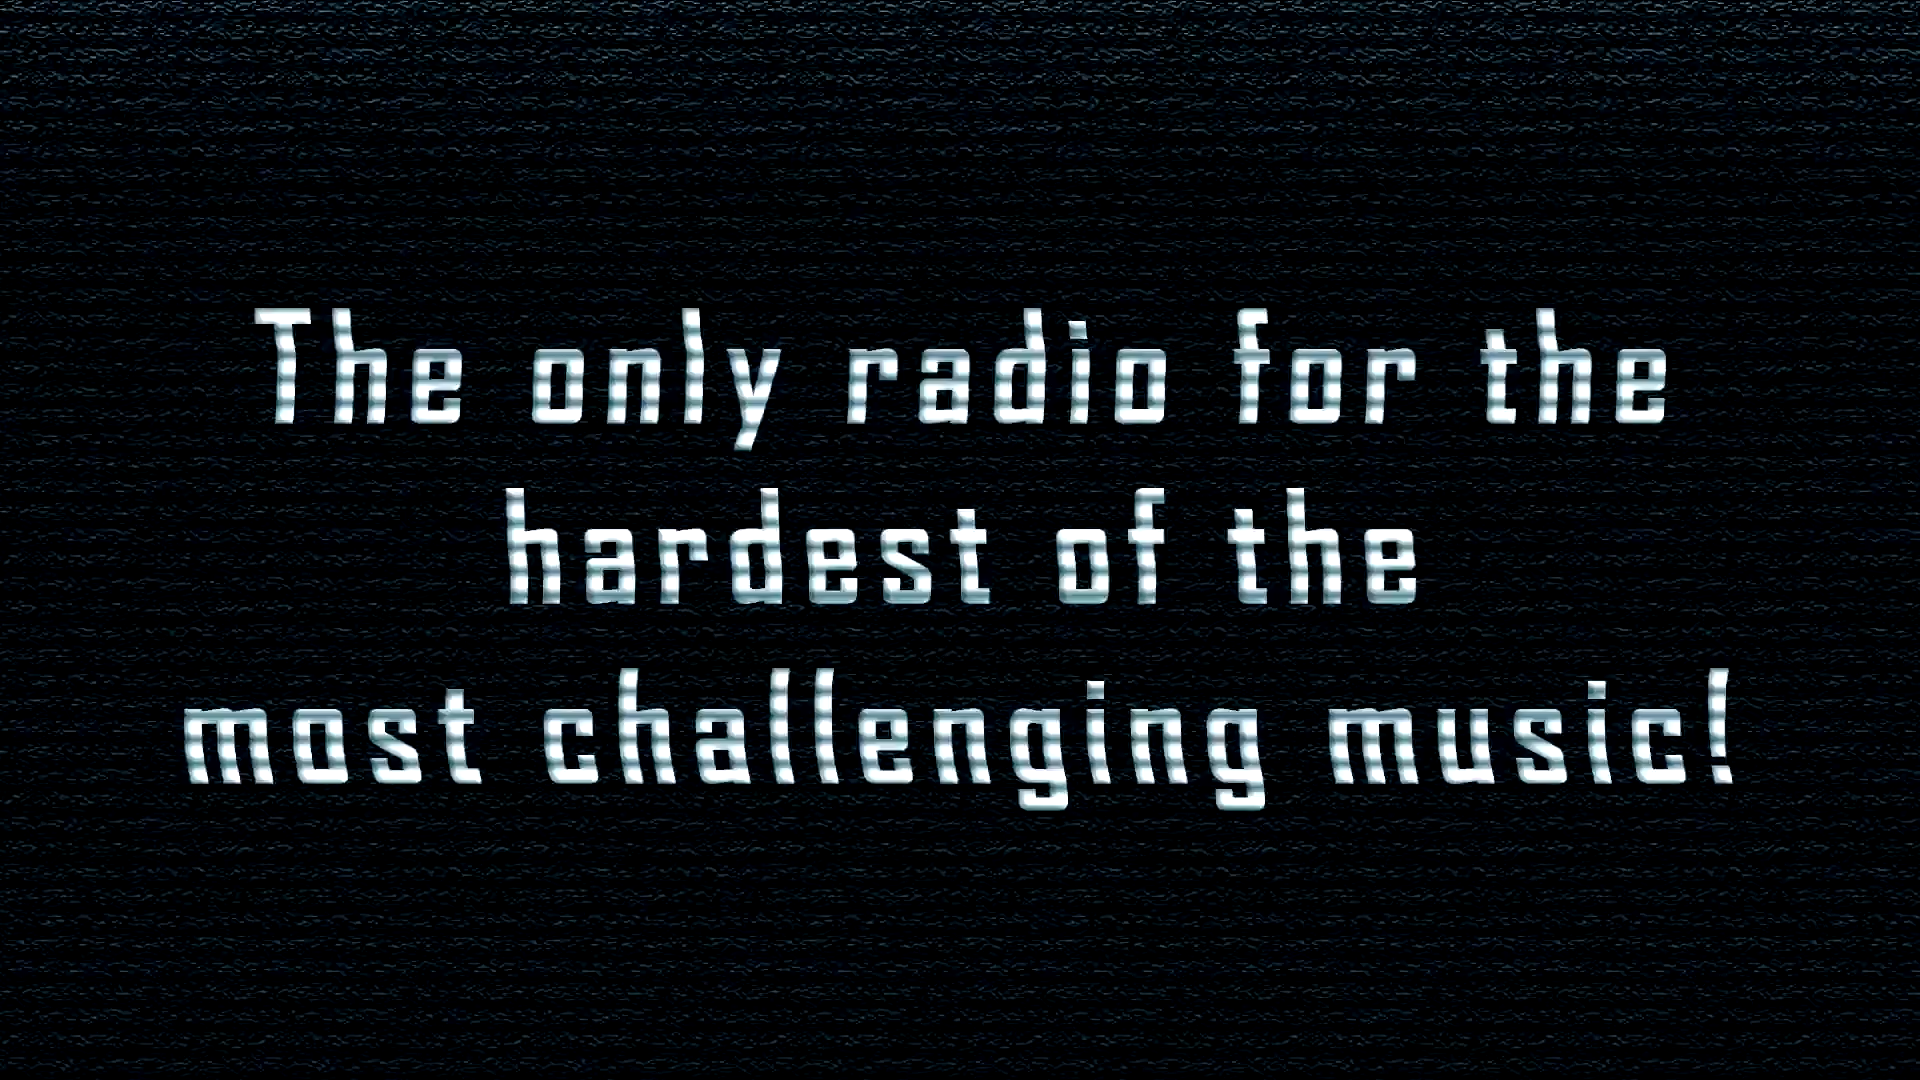 The only radio for the
hardest of the
most challenging music!